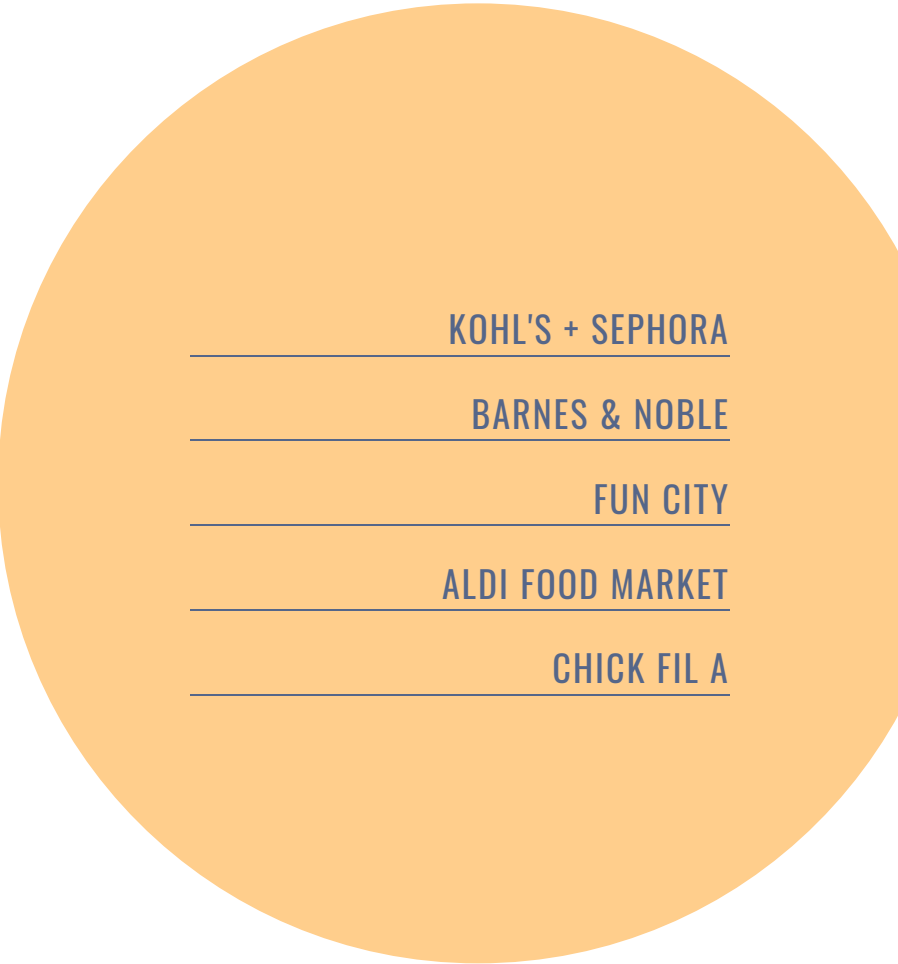 KOHL'S + SEPHORA
BARNES & NOBLE
FUN CITY
ALDI FOOD MARKET
CHICK FIL A